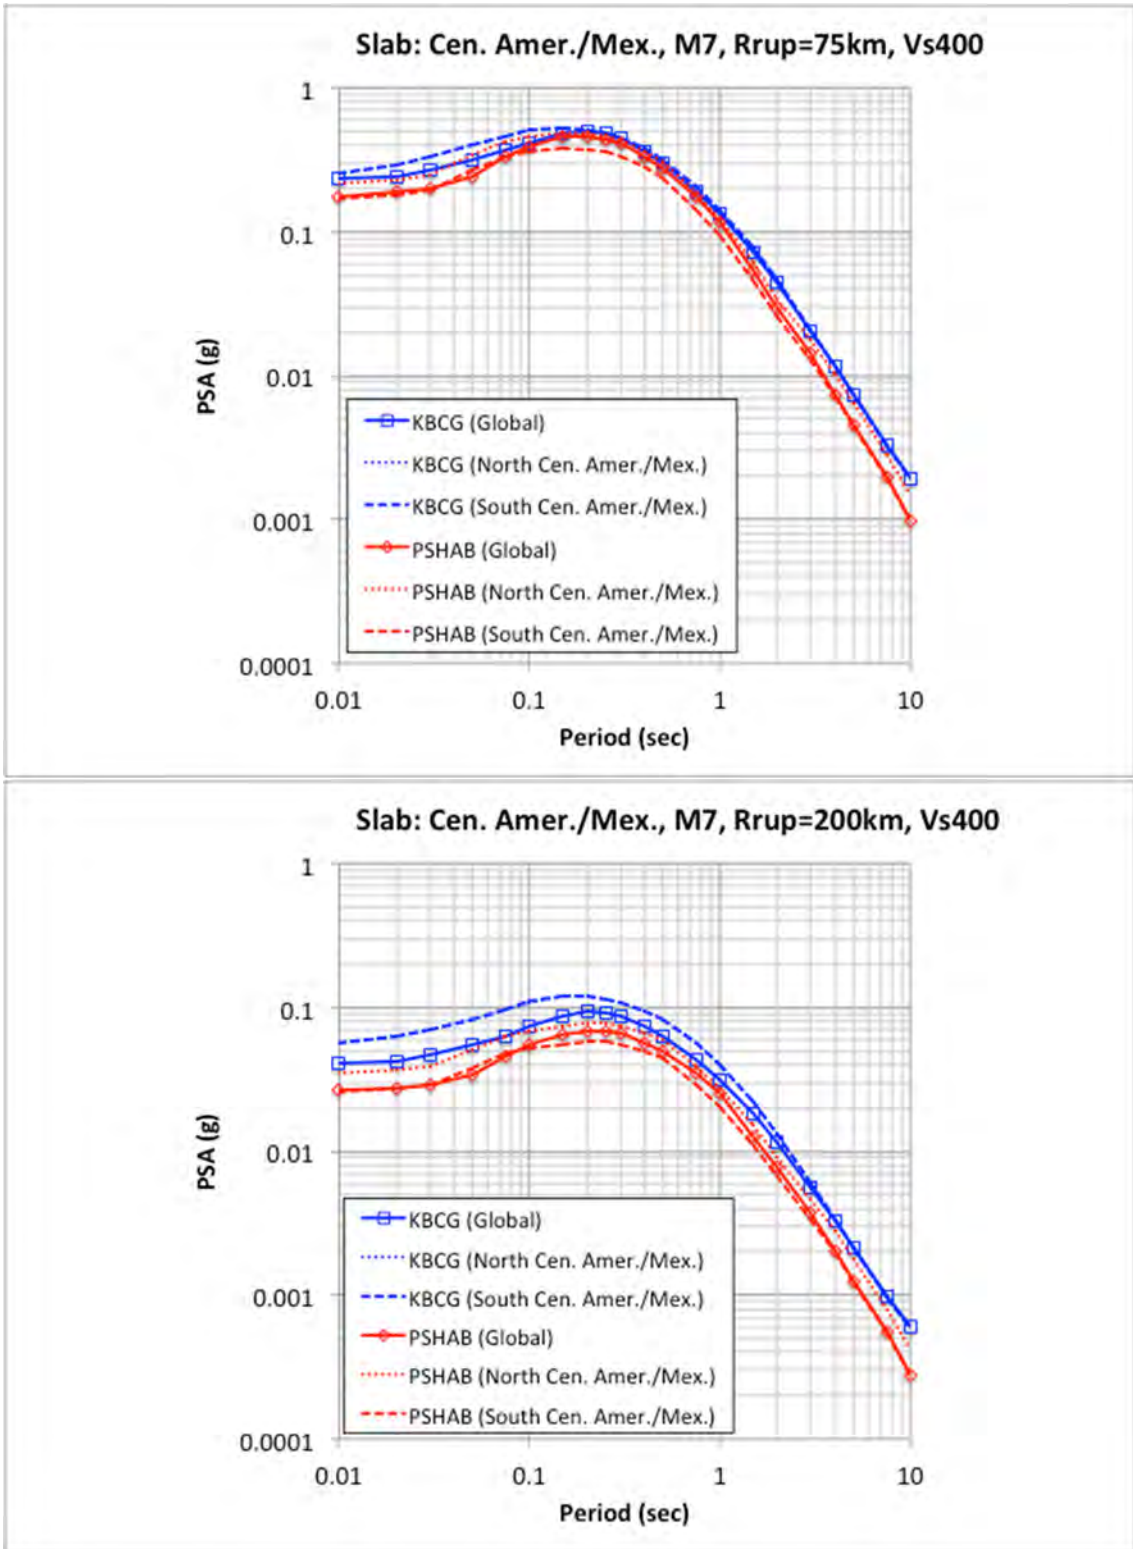 Slab: Cen. Amer./Mex., M7, Rrup=75km, Vs400
1
0.1
0.01
0.001
0.0001
PSA (g)
KBCG (Global)
KBCG (North Cen. Amer./Mex.)
KBCG (South Cen. Amer./Mex.)
PSHAB (Global)
PSHAB (North Cen. Amer./Mex.)
PSHAB (South Cen. Amer./Mex.)
0.01 0.1 1 10
Period (sec)
Slab: Cen. Amer./Mex., M7, Rrup=200km, Vs400
1
0.1
0.01
0.001
0.0001
PSA (g)
KBCG (Global)
KBCG (North Cen. Amer./Mex.)
KBCG (South Cen. Amer./Mex.)
PSHAB (Global)
PSHAB (North Cen. Amer./Mex.)
PSHAB (South Cen. Amer./Mex.)
0.01 0.1 1 10
Period (sec)